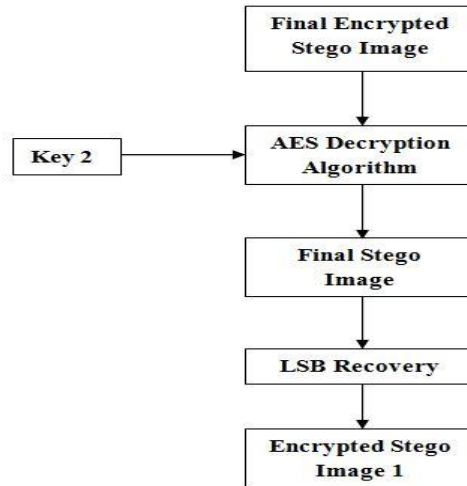 Final Encrypted
Stego Image
Key 2
AES Decryption
Algorithm
Final Stego
Image
LSB Recovery
Encrypted Stego
Image 1